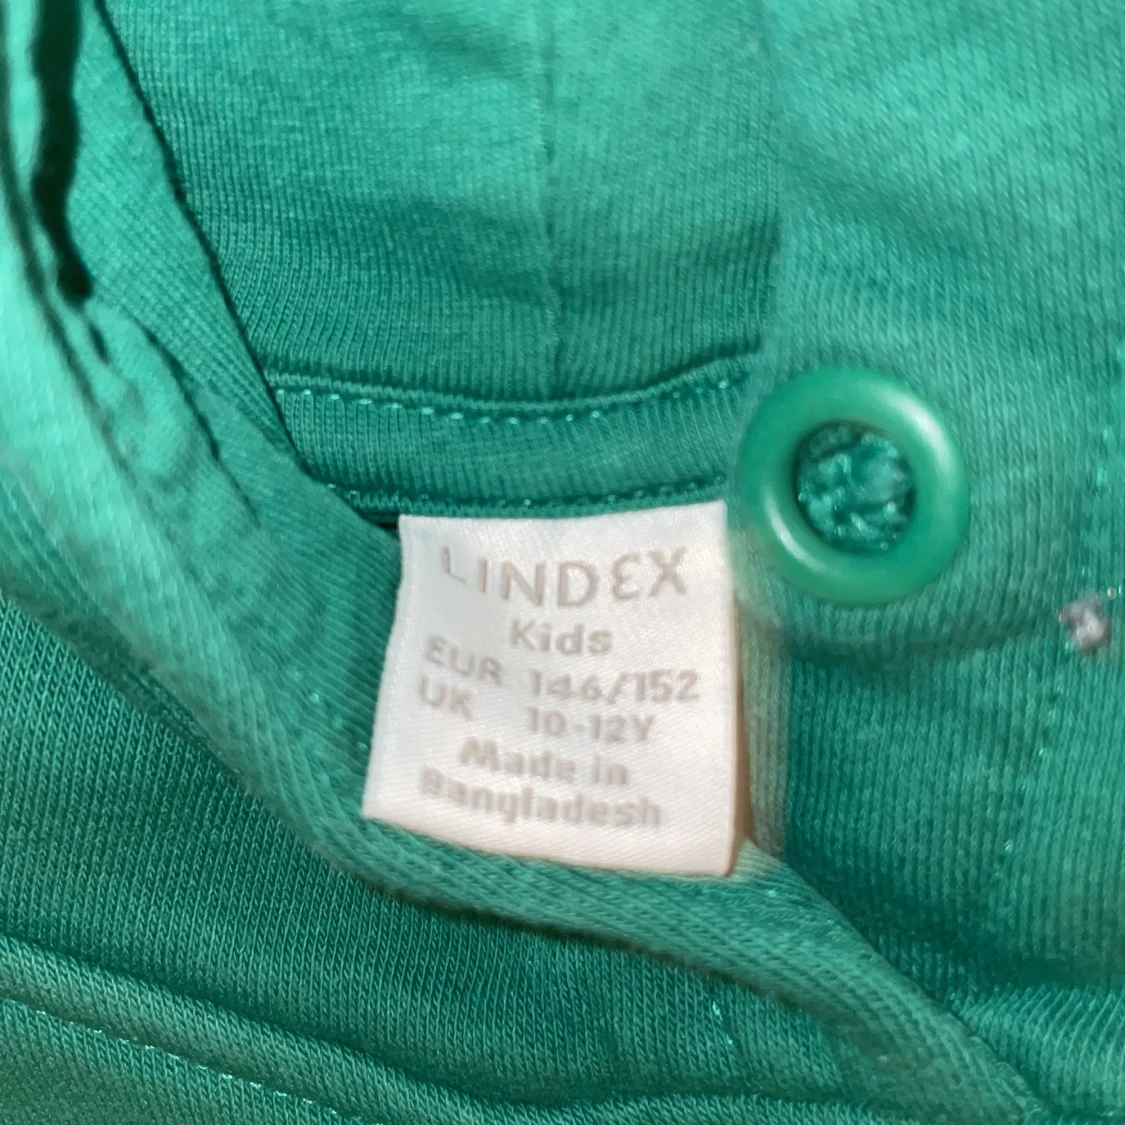 LINDEX
Kids
EUR 146/152
UK 10-12Y
Made in
Bangladesh